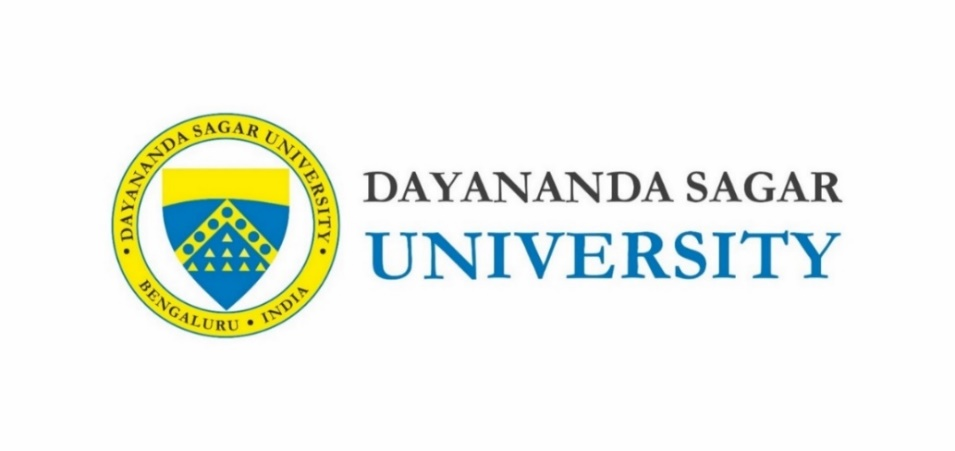 DAYANANDA SAGAR UNIVERSITY
BENGALURU • INDIA
DAYANANDA SAGAR
UNIVERSITY